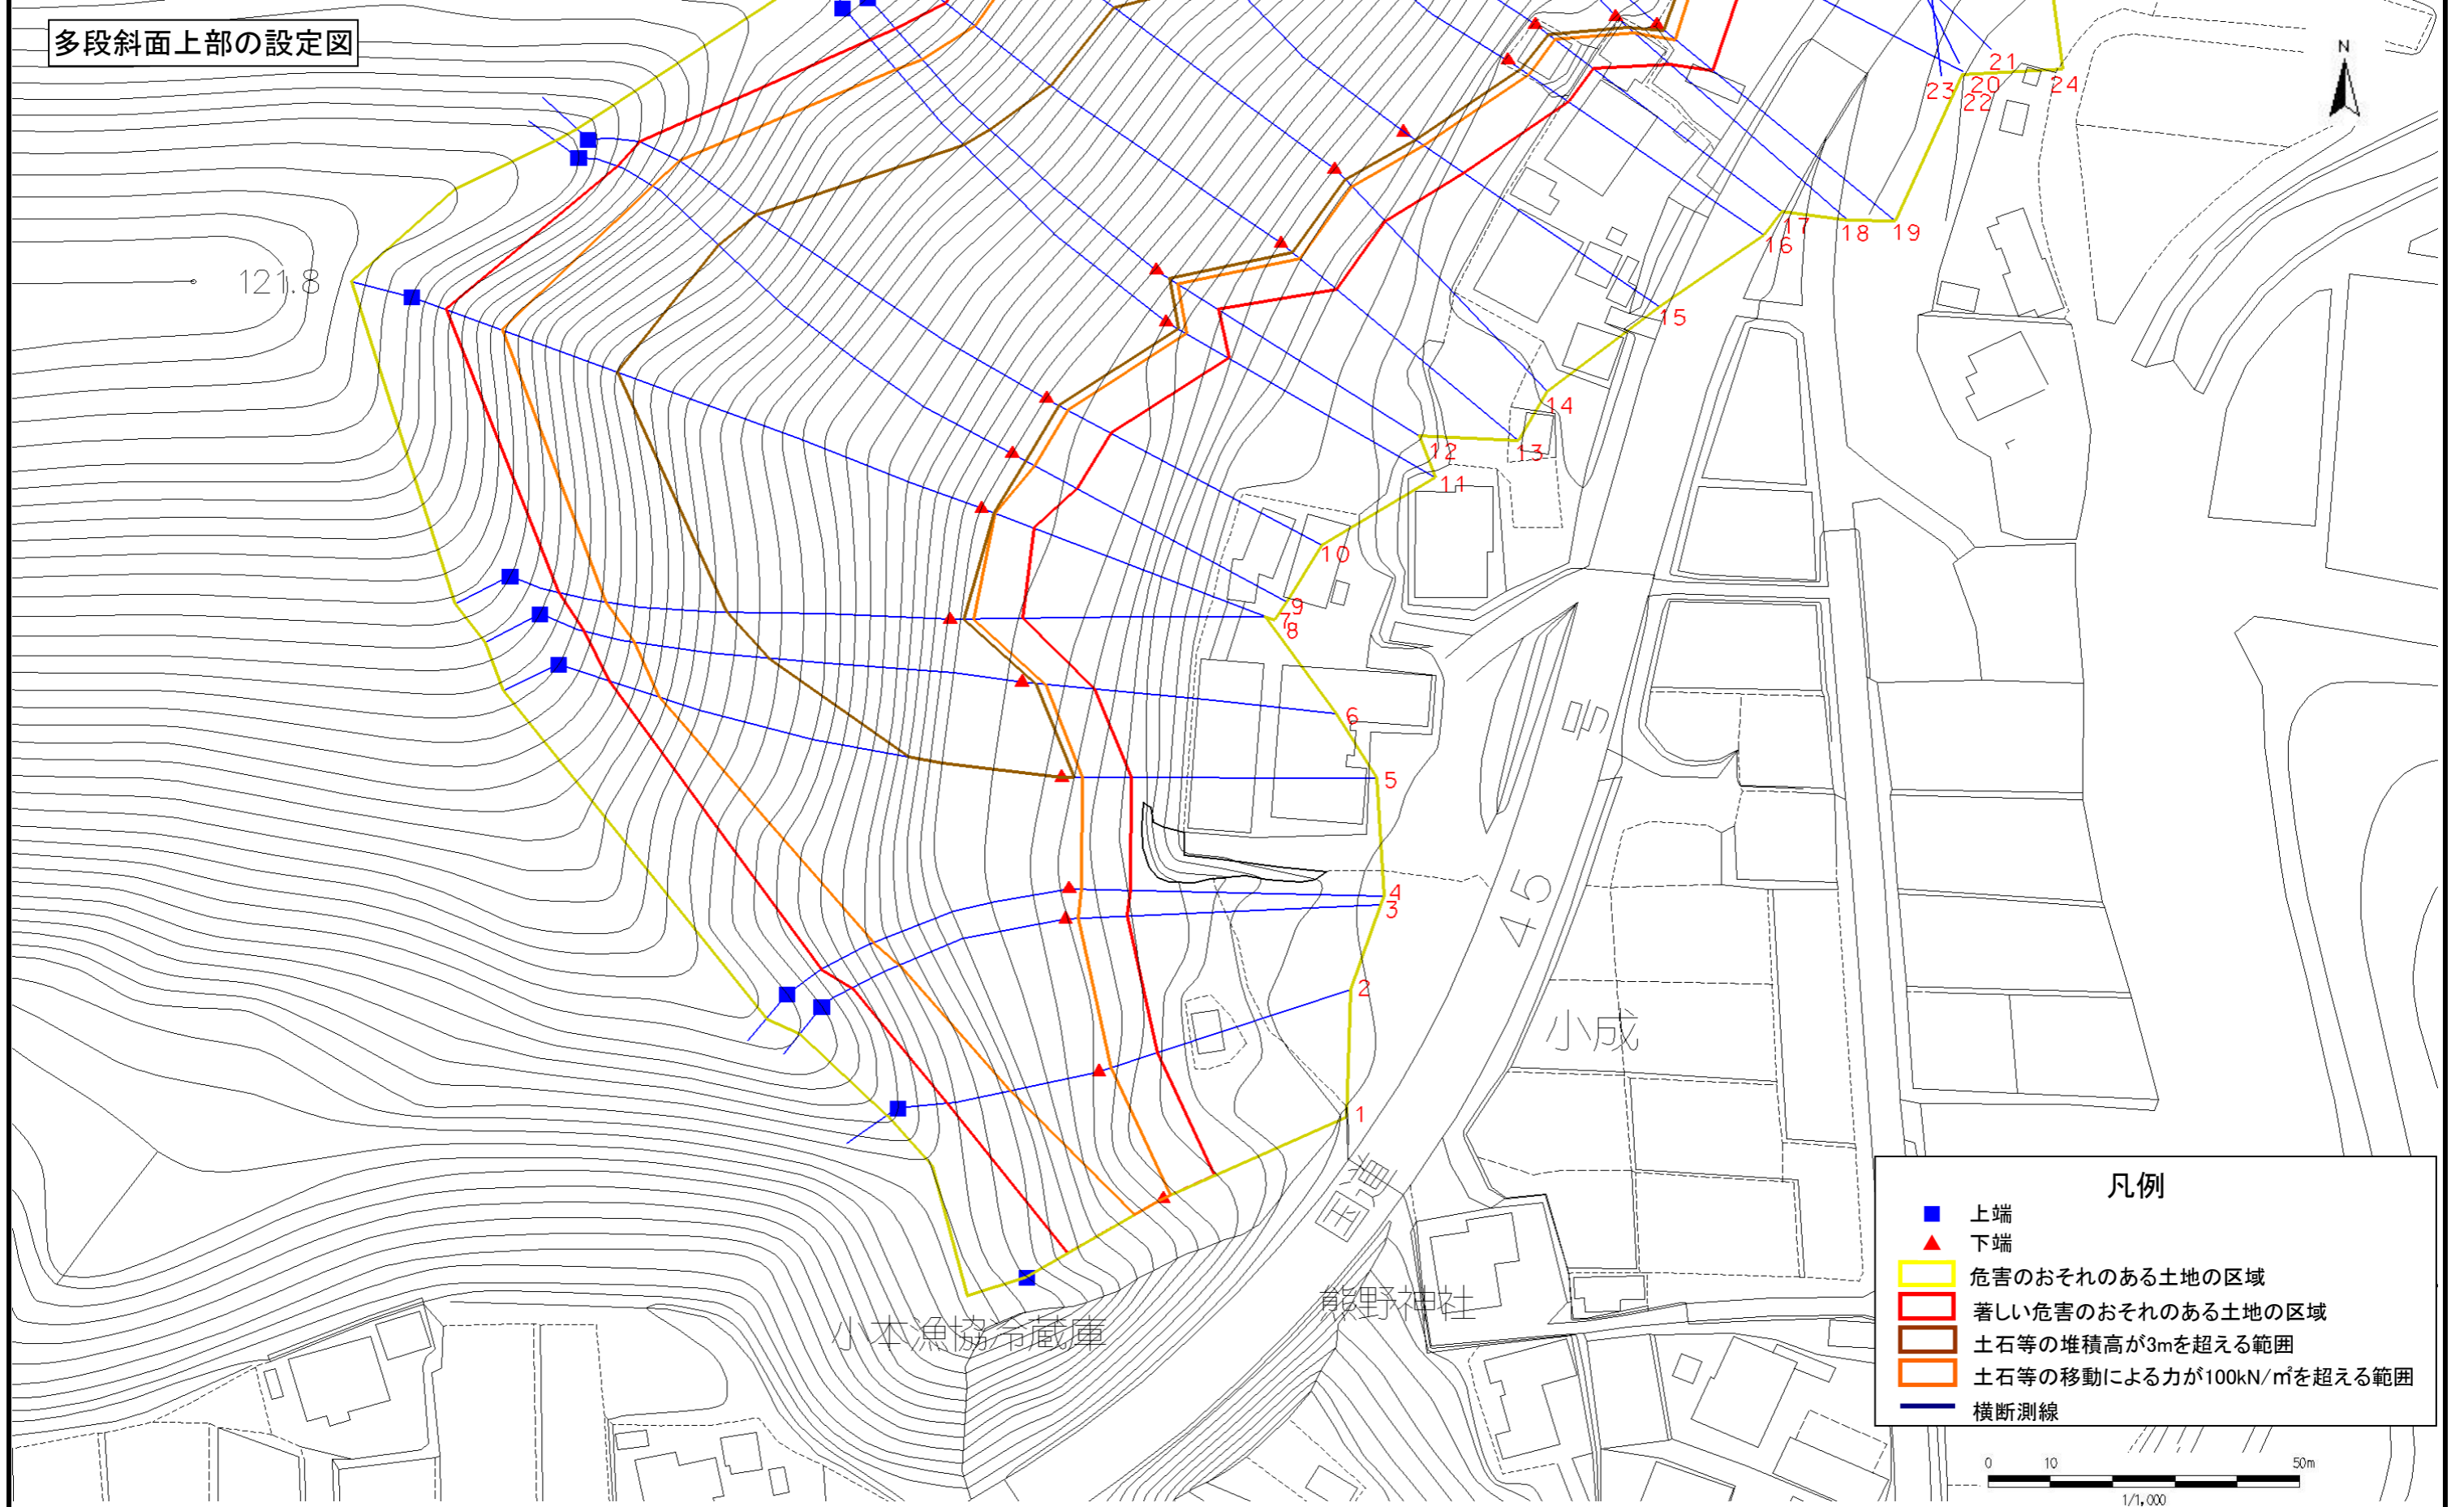 多段斜面上部の設定図
N
21
24
23
20
22
17
16
18
19
121.8
15
14
12
13
11
10
9
7
8
6
号
5
4
3
45
2
小成
1
国道
熊野神社
小本漁協冷蔵庫
凡例
上端
下端
危害のおそれのある土地の区域
著しい危害のおそれのある土地の区域
土石等の堆積高が3mを超える範囲
土石等の移動による力が100kN/㎡を超える範囲
横断測線
0 10 50m
1/1,000